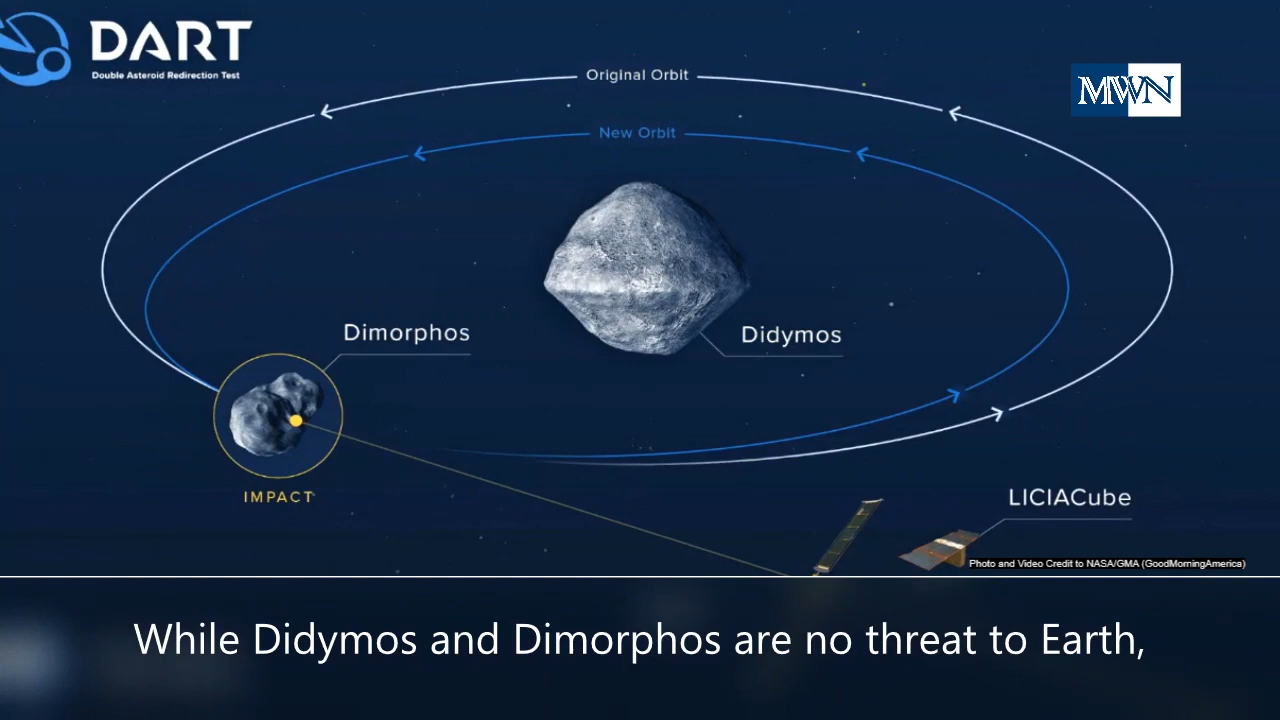 DART
Double Asteroid Redirection Test
Original Orbit
MWN
New Orbit
Dimorphos
Didymos
IMPACT
LICIACube
Photo and Video Credit to NASA/GMA (GoodMorningAmerica)
While Didymos and Dimorphos are no threat to Earth,